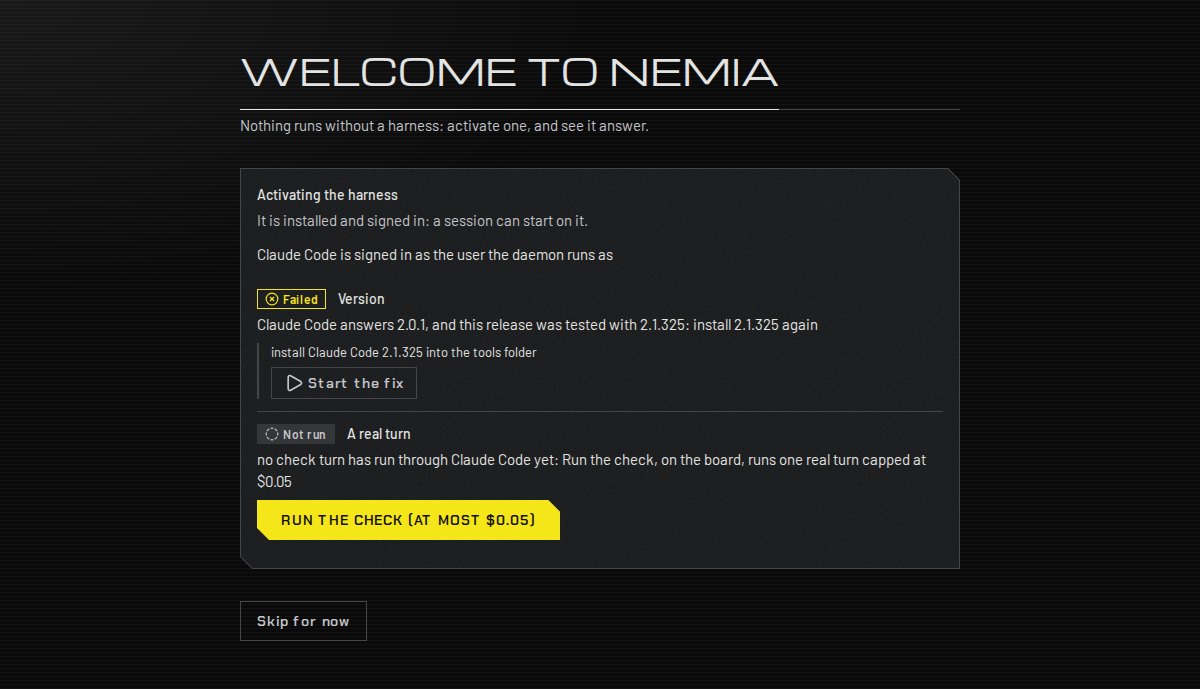 WELCOME TO NEMIA
Nothing runs without a harness: activate one, and see it answer.
Activating the harness
It is installed and signed in: a session can start on it.
Claude Code is signed in as the user the daemon runs as
Failed Version
Claude Code answers 2.0.1, and this release was tested with 2.1.325: install 2.1.325 again
install Claude Code 2.1.325 into the tools folder
Start the fix
Not run A real turn
no check turn has run through Claude Code yet: Run the check, on the board, runs one real turn capped at
$0.05
RUN THE CHECK (AT MOST $0.05)
Skip for now